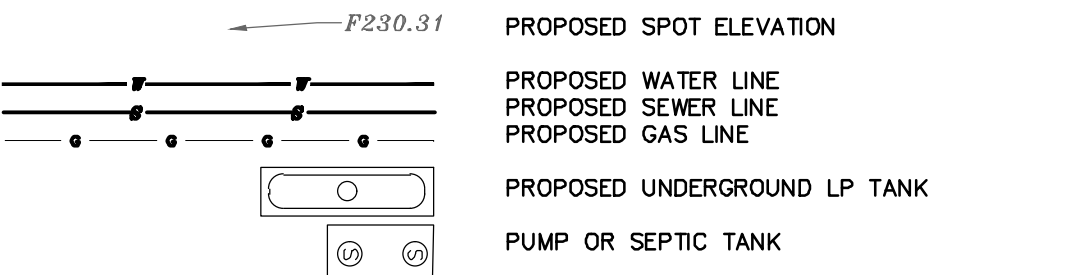 F230.31 PROPOSED SPOT ELEVATION
W W PROPOSED WATER LINE
S S PROPOSED SEWER LINE
G G G G PROPOSED GAS LINE
PROPOSED UNDERGROUND LP TANK
S S PUMP OR SEPTIC TANK